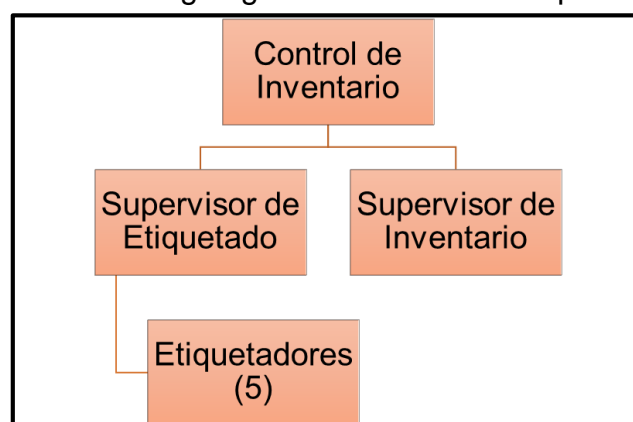 Control de
Inventario
Supervisor de
Etiquetado
Supervisor de
Inventario
Etiquetadores
(5)